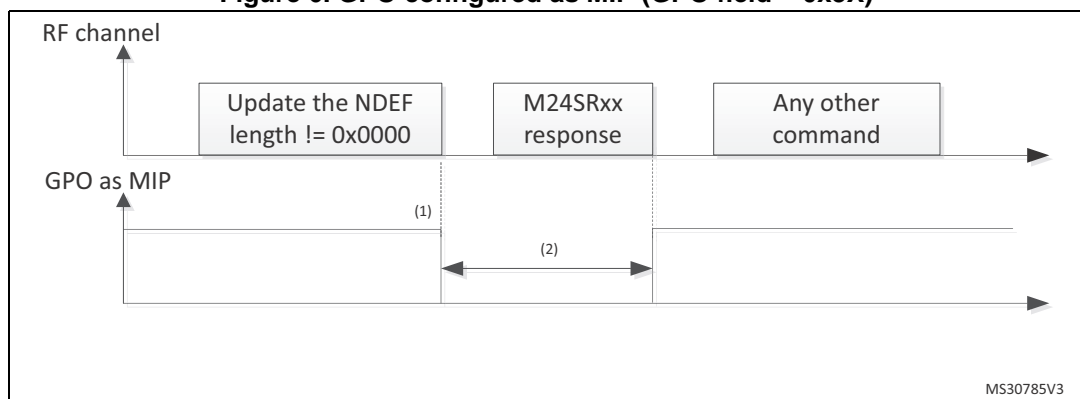 RF channel
Update the NDEF
length != 0x0000
M24SRxx
response
Any other
command
GPO as MIP
(1)
(2)
MS30785V3